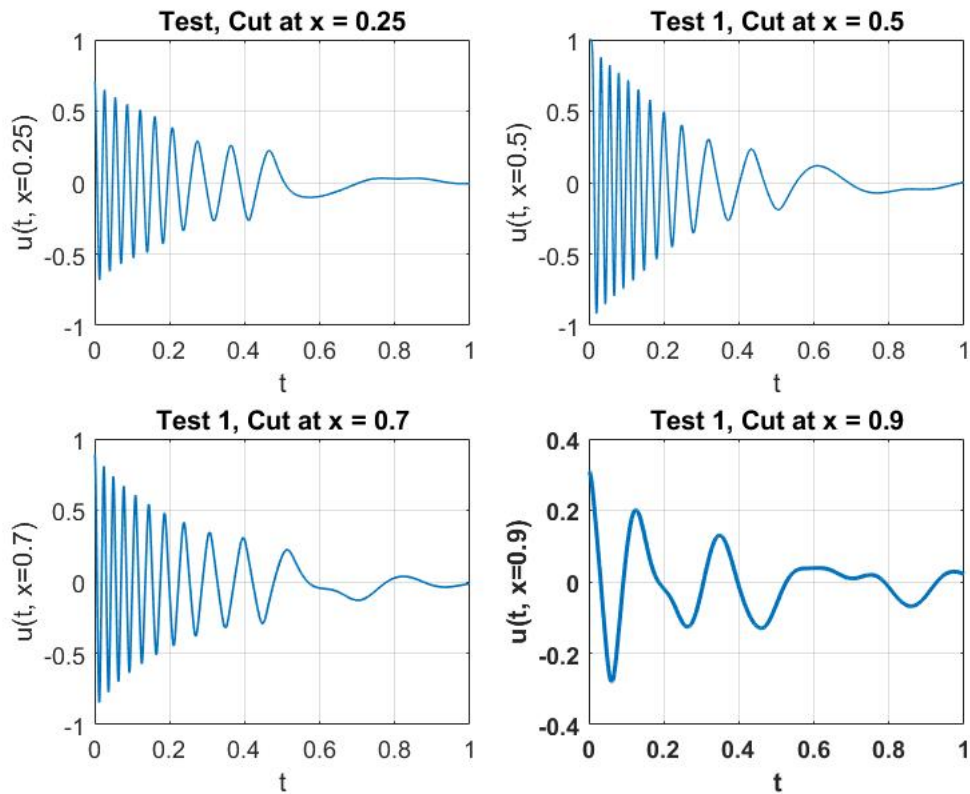 Test, Cut at x = 0.25
1
0.5
0
-0.5
-1
u(t, x=0.25)
0 0.2 0.4 0.6 0.8 1
t
Test 1, Cut at x = 0.5
1
0.5
0
-0.5
-1
u(t, x=0.5)
0 0.2 0.4 0.6 0.8 1
t
Test 1, Cut at x = 0.7
1
0.5
0
-0.5
-1
u(t, x=0.7)
0 0.2 0.4 0.6 0.8 1
t
Test 1, Cut at x = 0.9
0.4
0.2
0
-0.2
-0.4
u(t, x=0.9)
0 0.2 0.4 0.6 0.8 1
t